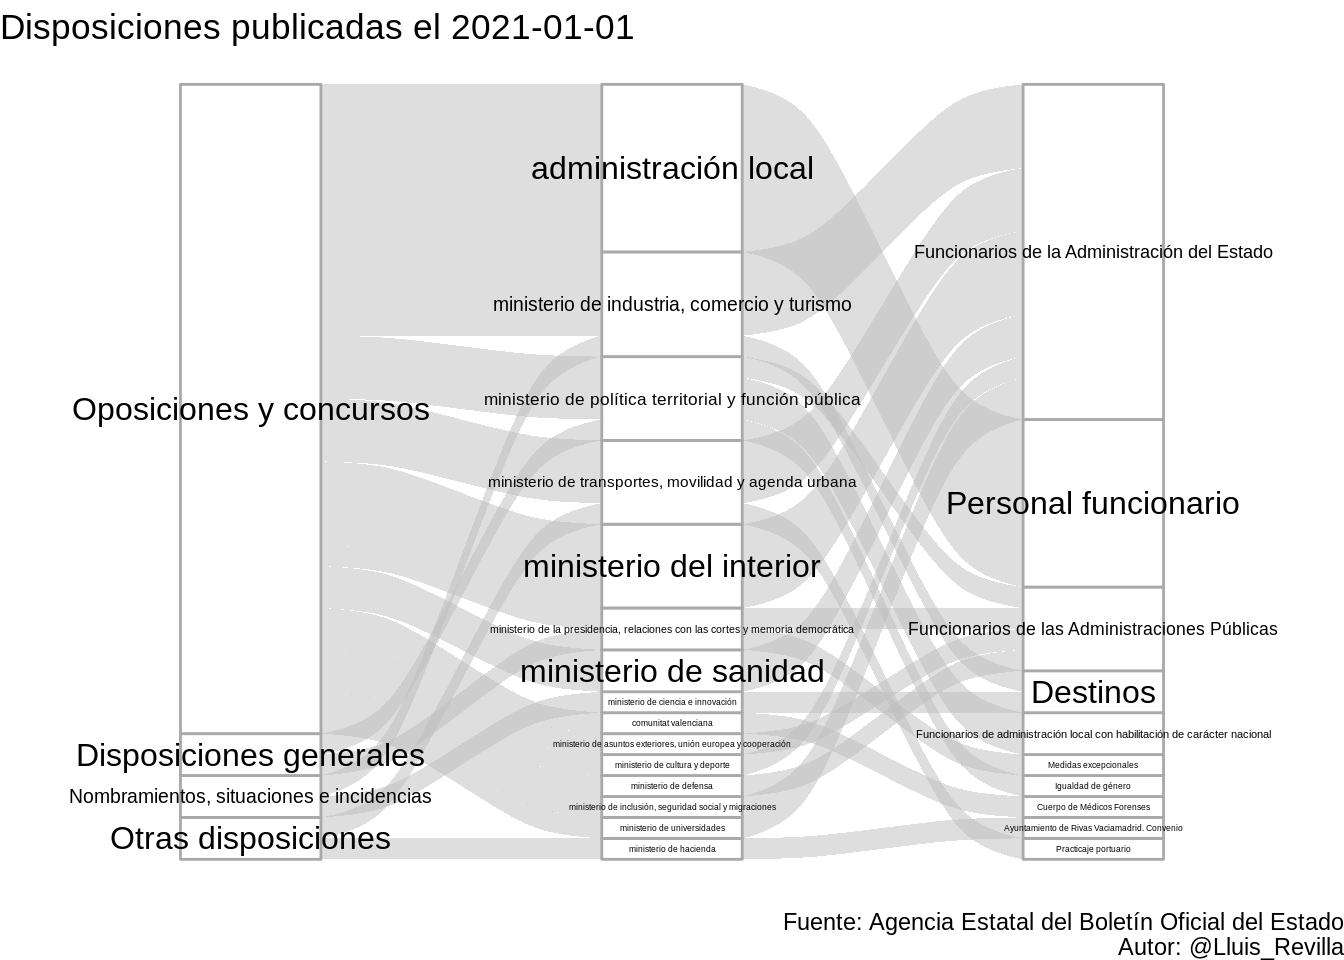 Disposiciones publicadas el 2021-01-01
Oposiciones y concursos
Disposiciones generales
Nombramientos, situaciones e incidencias
Otras disposiciones
administración local
ministerio de industria, comercio y turismo
ministerio de política territorial y función pública
ministerio de transportes, movilidad y agenda urbana
ministerio del interior
ministerio de la presidencia, relaciones con las cortes y memoria democrática
ministerio de sanidad
ministerio de ciencia e innovación
comunitat valenciana
ministerio de asuntos exteriores, unión europea y cooperación
ministerio de cultura y deporte
ministerio de defensa
ministerio de inclusión, seguridad social y migraciones
ministerio de universidades
ministerio de hacienda
Funcionarios de la Administración del Estado
Personal funcionario
Funcionarios de las Administraciones Públicas
Destinos
Funcionarios de administración local con habilitación de carácter nacional
Medidas excepcionales
Igualdad de género
Cuerpo de Médicos Forenses
Ayuntamiento de Rivas Vaciamadrid. Convenio
Practicaje portuario
Fuente: Agencia Estatal del Boletín Oficial del Estado
Autor: @Lluis_Revilla